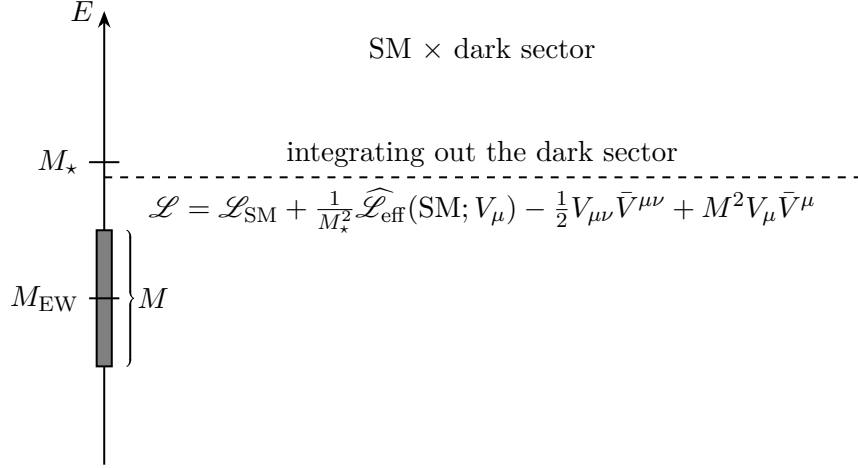 E
SM × dark sector
M⋆
integrating out the dark sector
ℒ = ℒ_SM + 1/M⋆² ℒ̂_eff(SM; V_μ) − 1/2 V_μν V̄^μν + M² V_μ V̄^μ
M_EW
M